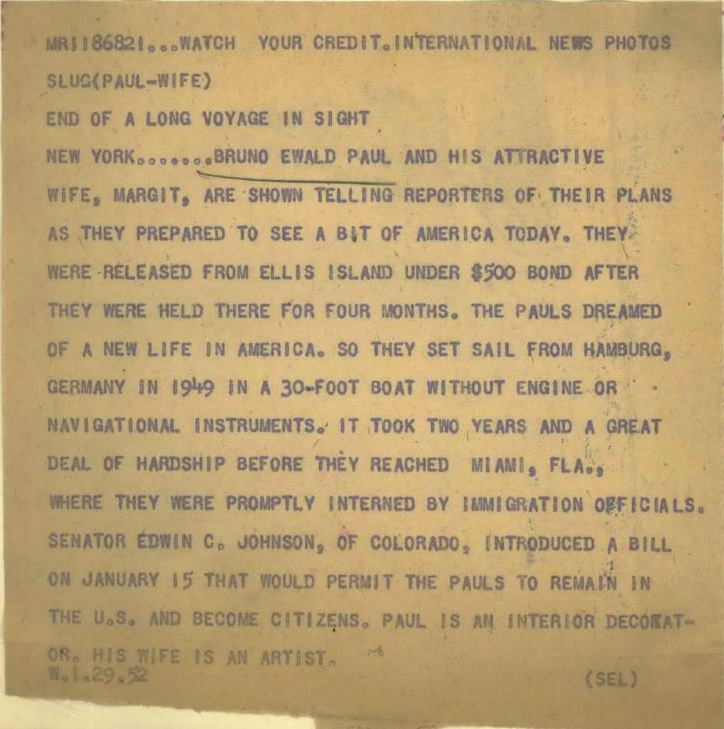 MR1186821...WATCH YOUR CREDIT.INTERNATIONAL NEWS PHOTOS
SLUG(PAUL-WIFE)
END OF A LONG VOYAGE IN SIGHT
NEW YORK.......BRUNO EWALD PAUL AND HIS ATTRACTIVE
WIFE, MARGIT, ARE SHOWN TELLING REPORTERS OF THEIR PLANS
AS THEY PREPARED TO SEE A BIT OF AMERICA TODAY. THEY
WERE RELEASED FROM ELLIS ISLAND UNDER $500 BOND AFTER
THEY WERE HELD THERE FOR FOUR MONTHS. THE PAULS DREAMED
OF A NEW LIFE IN AMERICA. SO THEY SET SAIL FROM HAMBURG,
GERMANY IN 1949 IN A 30-FOOT BOAT WITHOUT ENGINE OR
NAVIGATIONAL INSTRUMENTS. IT TOOK TWO YEARS AND A GREAT
DEAL OF HARDSHIP BEFORE THEY REACHED MIAMI, FLA.,
WHERE THEY WERE PROMPTLY INTERNED BY IMMIGRATION OFFICIALS.
SENATOR EDWIN C. JOHNSON, OF COLORADO, INTRODUCED A BILL
ON JANUARY 15 THAT WOULD PERMIT THE PAULS TO REMAIN IN
THE U.S. AND BECOME CITIZENS. PAUL IS AN INTERIOR DECORAT-
OR. HIS WIFE IS AN ARTIST.
W.1.29.52 (SEL)